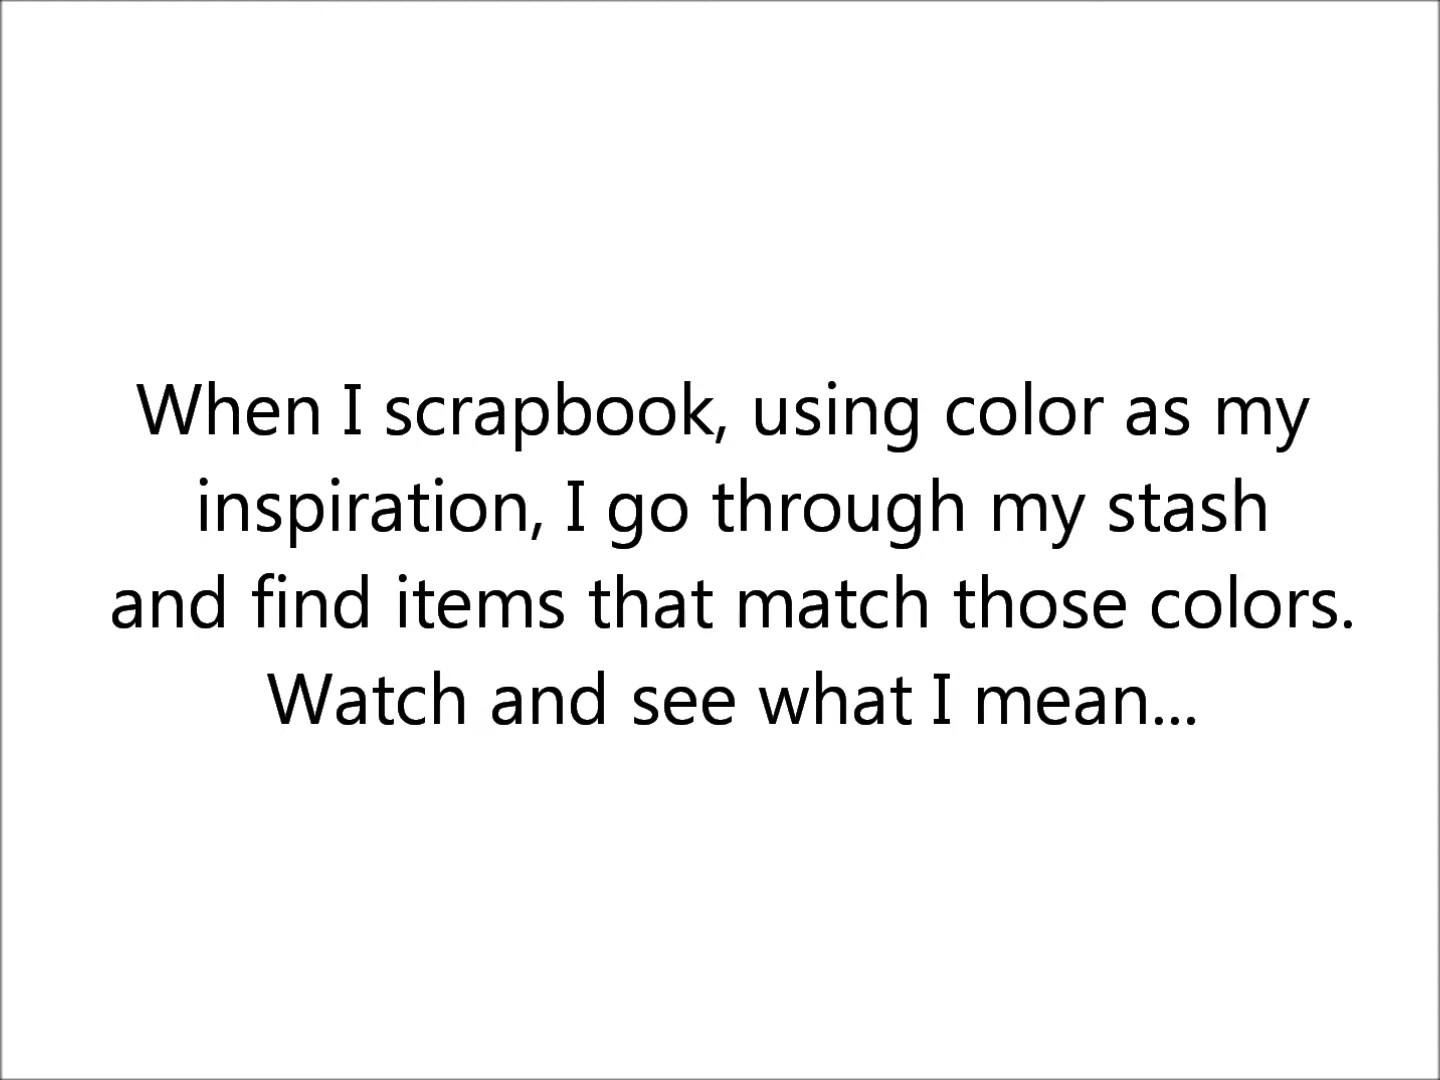 When I scrapbook, using color as my
inspiration, I go through my stash
and find items that match those colors.
Watch and see what I mean...